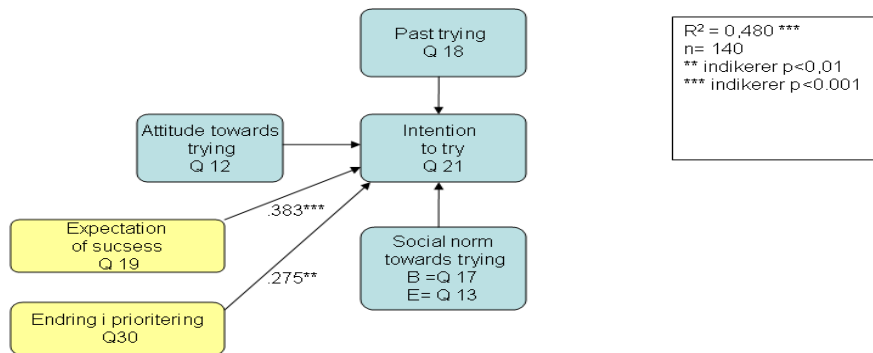 Past trying
Q 18
R² = 0,480 ***
n= 140
** indikerer p<0,01
*** indikerer p<0.001
Attitude towards
trying
Q 12
Intention
to try
Q 21
.383***
Expectation
of sucsess
Q 19
.275**
Social norm
towards trying
B =Q 17
E= Q 13
Endring i prioritering
Q30